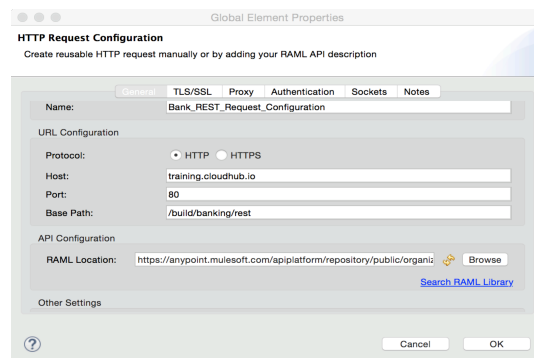 Global Element Properties
HTTP Request Configuration
Create reusable HTTP request manually or by adding your RAML API description
General TLS/SSL Proxy Authentication Sockets Notes
Name: Bank_REST_Request_Configuration
URL Configuration
Protocol: HTTP HTTPS
Host: training.cloudhub.io
Port: 80
Base Path: /build/banking/rest
API Configuration
RAML Location: https://anypoint.mulesoft.com/apiplatform/repository/public/organiz Browse
Search RAML Library
Other Settings
? Cancel OK